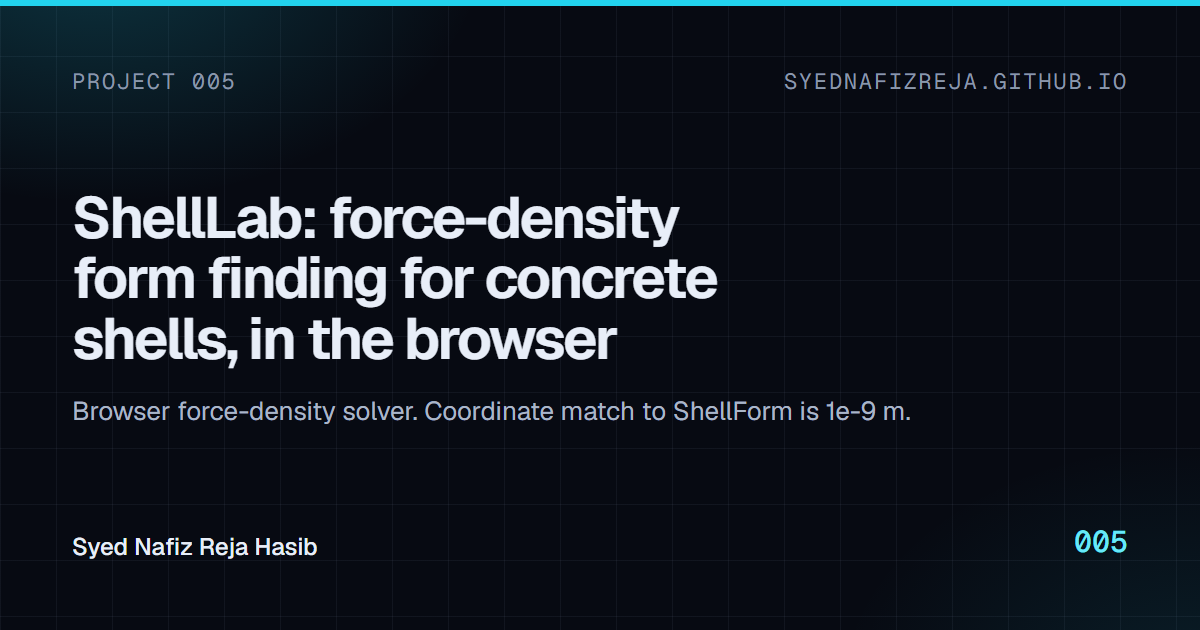 PROJECT 005
SYEDNAFIZREJA.GITHUB.IO
ShellLab: force-density
form finding for concrete
shells, in the browser
Browser force-density solver. Coordinate match to ShellForm is 1e-9 m.
Syed Nafiz Reja Hasib
005